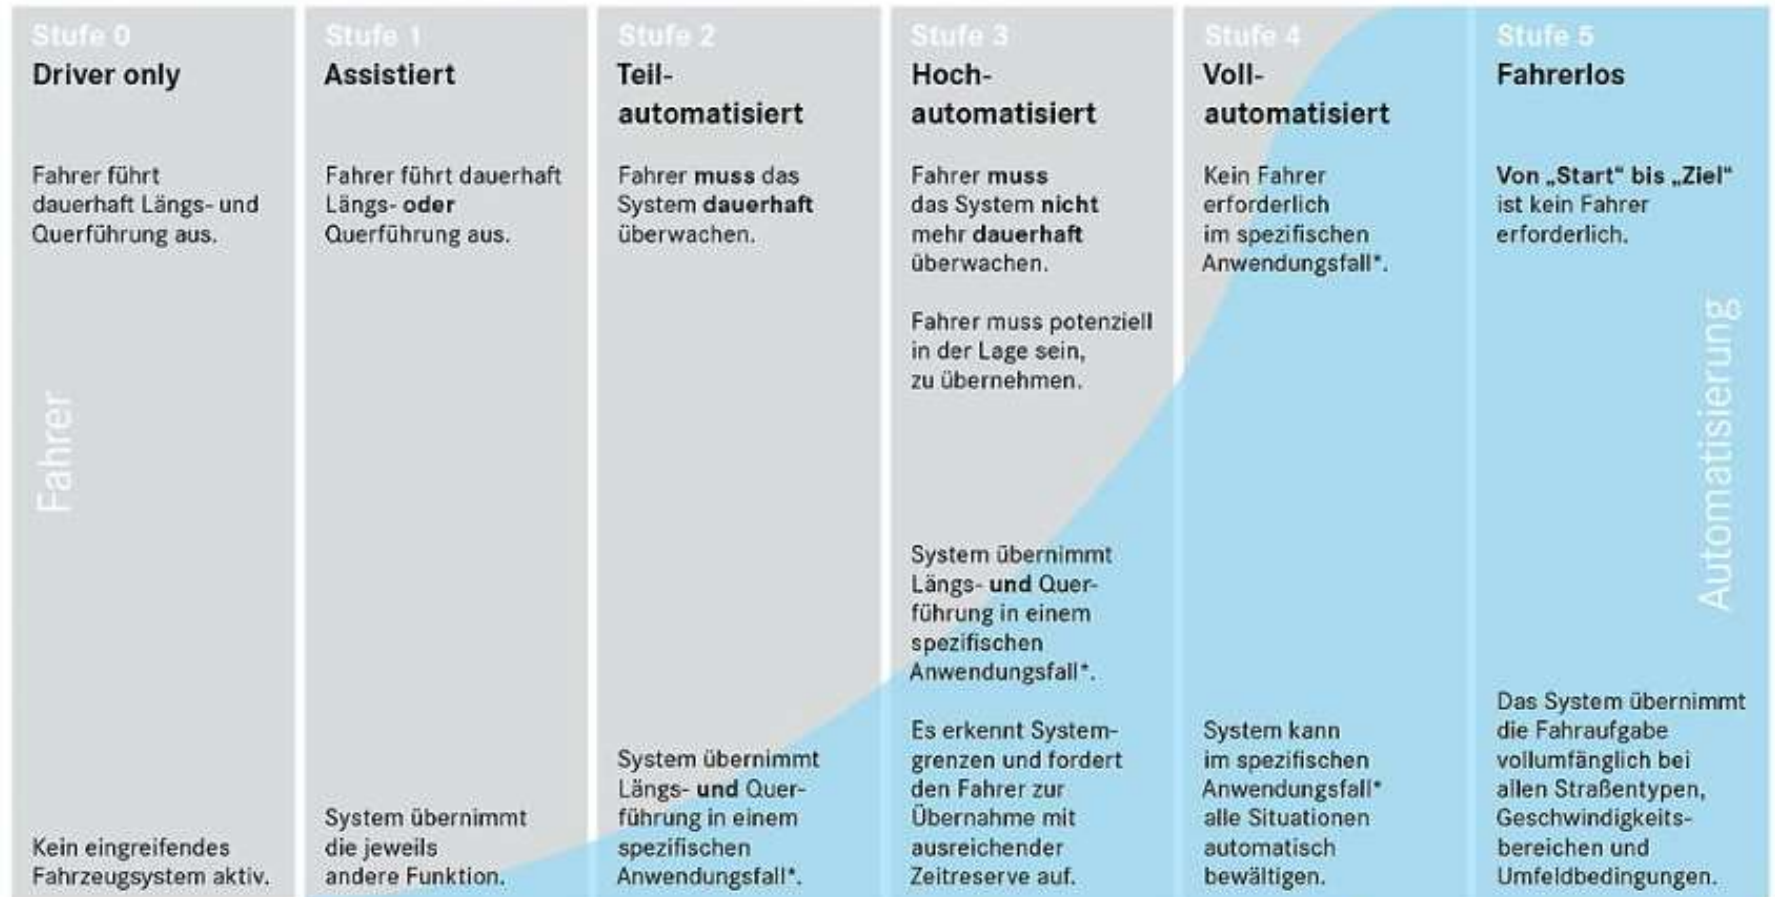 Stufe 0
Driver only
Fahrer führt
dauerhaft Längs- und
Querführung aus.
Fahrer
Kein eingreifendes
Fahrzeugsystem aktiv.
Stufe 1
Assistiert
Fahrer führt dauerhaft
Längs- oder
Querführung aus.
System übernimmt
die jeweils
andere Funktion.
Stufe 2
Teil-
automatisiert
Fahrer muss das
System dauerhaft
überwachen.
System übernimmt
Längs- und Quer-
führung in einem
spezifischen
Anwendungsfall*.
Stufe 3
Hoch-
automatisiert
Fahrer muss
das System nicht
mehr dauerhaft
überwachen.
Fahrer muss potenziell
in der Lage sein,
zu übernehmen.
System übernimmt
Längs- und Quer-
führung in einem
spezifischen
Anwendungsfall*.
Es erkennt System-
grenzen und fordert
den Fahrer zur
Übernahme mit
ausreichender
Zeitreserve auf.
Stufe 4
Voll-
automatisiert
Kein Fahrer
erforderlich
im spezifischen
Anwendungsfall*.
System kann
im spezifischen
Anwendungsfall*
alle Situationen
automatisch
bewältigen.
Stufe 5
Fahrerlos
Von „Start“ bis „Ziel“
ist kein Fahrer
erforderlich.
Automatisierung
Das System übernimmt
die Fahraufgabe
vollumfänglich bei
allen Straßentypen,
Geschwindigkeits-
bereichen und
Umfeldbedingungen.